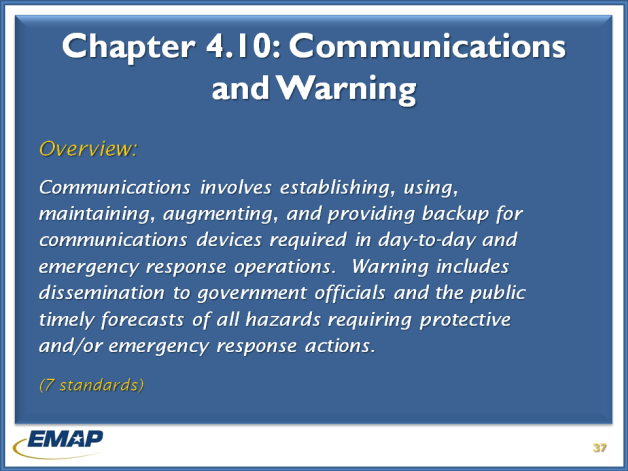 Chapter 4.10: Communications
and Warning
Overview:
Communications involves establishing, using,
maintaining, augmenting, and providing backup for
communications devices required in day-to-day and
emergency response operations.  Warning includes
dissemination to government officials and the public
timely forecasts of all hazards requiring protective
and/or emergency response actions.
(7 standards)
EMAP
37